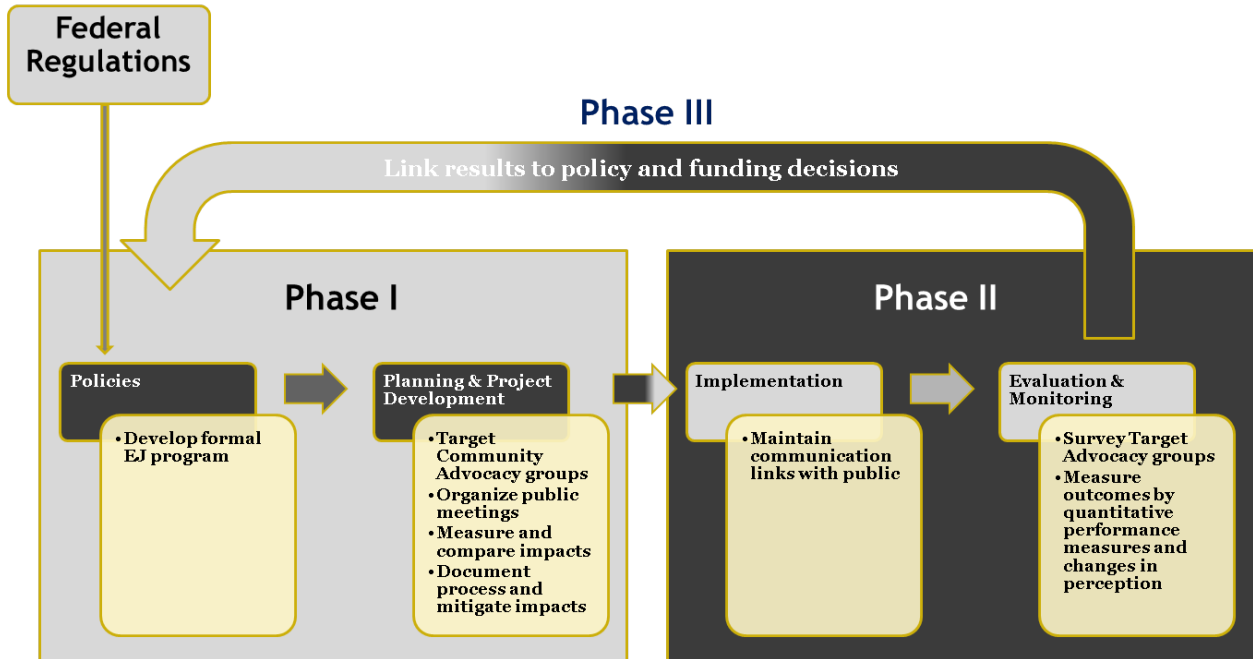 Federal
Regulations
Phase III
Link results to policy and funding decisions
Phase I
Policies
• Develop formal
EJ program
Planning & Project
Development
• Target
Community
Advocacy groups
• Organize public
meetings
• Measure and
compare impacts
• Document
process and
mitigate impacts
Phase II
Implementation
• Maintain
communication
links with public
Evaluation &
Monitoring
• Survey Target
Advocacy groups
• Measure
outcomes by
quantitative
performance
measures and
changes in
perception